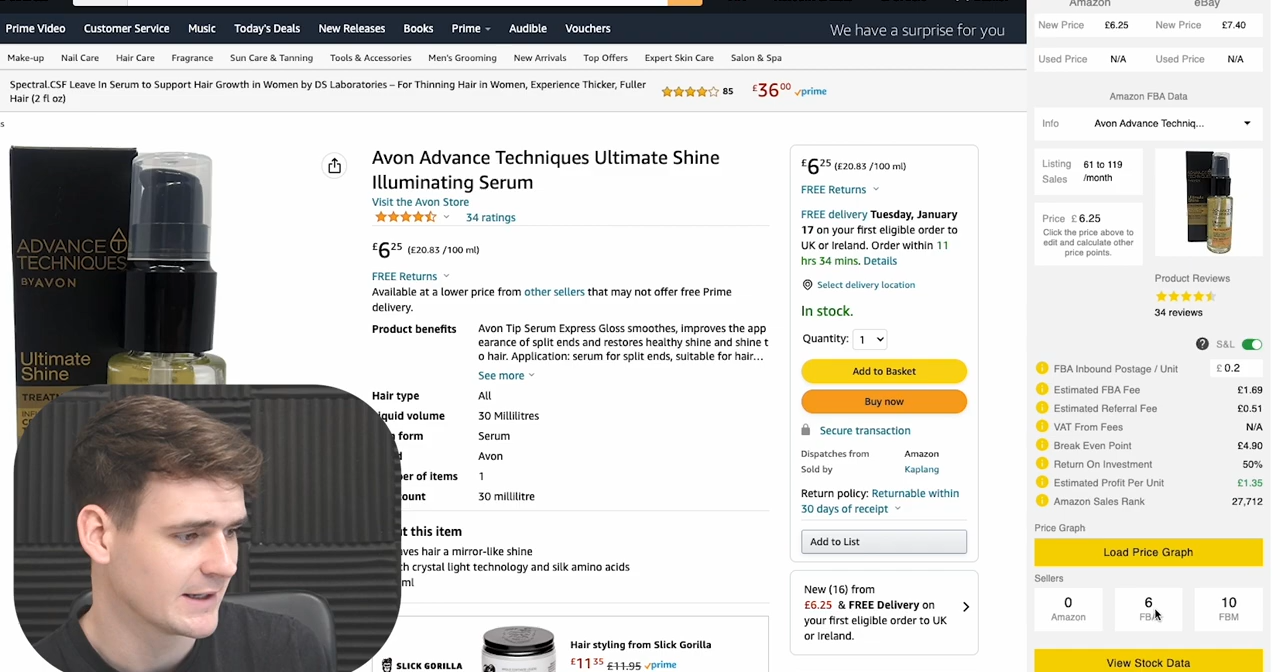 Prime Video Customer Service Music Today's Deals New Releases Books Prime Audible Vouchers We have a surprise for you
Make-up Nail Care Hair Care Fragrance Sun Care & Tanning Tools & Accessories Men's Grooming New Arrivals Top Offers Expert Skin Care Salon & Spa
Spectral.CSF Leave In Serum to Support Hair Growth in Women by DS Laboratories – For Thinning Hair in Women, Experience Thicker, Fuller
Hair (2 fl oz)
85 £3600 prime
s
ADVANCE T
TECHNIQUES
BY AVON
Ultimate
Shine
Avon Advance Techniques Ultimate Shine
Illuminating Serum
Visit the Avon Store
34 ratings
£625 (£20.83 /100 ml)
FREE Returns
Available at a lower price from other sellers that may not offer free Prime
delivery.
Product benefits Avon Tip Serum Express Gloss smoothes, improves the app
earance of split ends and restores healthy shine and shine t
o hair. Application: serum for split ends, suitable for hair...
See more
Hair type All
Liquid volume 30 Millilitres
form Serum
Avon
er of items 1
ount 30 millilitre
t this item
ves hair a mirror-like shine
h crystal light technology and silk amino acids
ml
SLICK GORILLA
Hair styling from Slick Gorilla
£1135 £11.95 prime
£625 (£20.83 /100 ml)
FREE Returns
FREE delivery Tuesday, January
17 on your first eligible order to
UK or Ireland. Order within 11
hrs 34 mins. Details
Select delivery location
In stock.
Quantity: 1
Add to Basket
Buy now
Secure transaction
Dispatches from Amazon
Sold by Kaplang
Return policy: Returnable within
30 days of receipt
Add to List
New (16) from
£6.25 & FREE Delivery on
your first eligible order to UK
or Ireland.
Amazon eBay
New Price £6.25 New Price £7.40
Used Price N/A Used Price N/A
Amazon FBA Data
Info Avon Advance Techniq...
Listing
Sales
61 to 119
/month
Price £ 6.25
Click the price above to
edit and calculate other
price points.
Product Reviews
34 reviews
? S&L
FBA Inbound Postage / Unit £ 0.2
Estimated FBA Fee £1.69
Estimated Referral Fee £0.51
VAT From Fees N/A
Break Even Point £4.90
Return On Investment 50%
Estimated Profit Per Unit £1.35
Amazon Sales Rank 27,712
Price Graph
Load Price Graph
Sellers
0 6 10
Amazon FBA FBM
View Stock Data